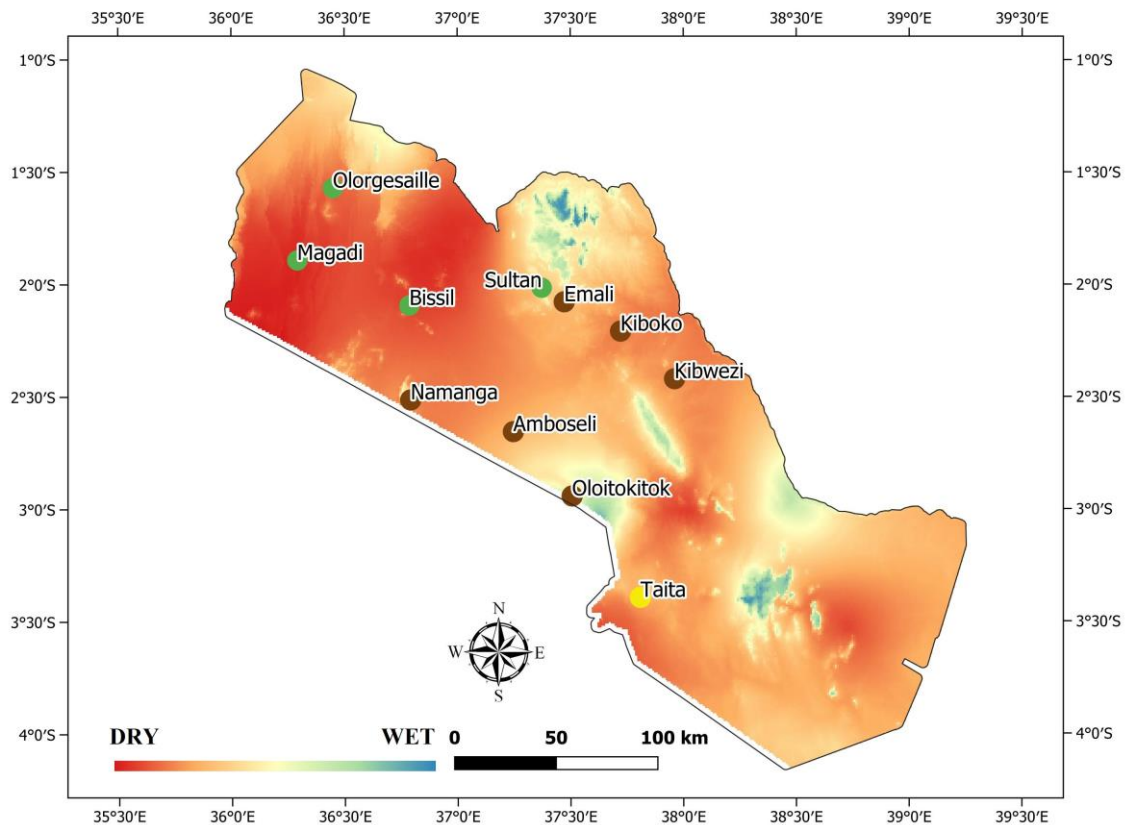 35°30′E 36°0′E 36°30′E 37°0′E 37°30′E 38°0′E 38°30′E 39°0′E 39°30′E
1°0′S 1°0′S
1°30′S 1°30′S
Olorgesaille
Magadi
2°0′S 2°0′S
Sultan
Bissil
Emali
Kiboko
Kibwezi
Namanga
2°30′S 2°30′S
Amboseli
Oloitokitok
3°0′S 3°0′S
Taita
3°30′S 3°30′S
N
W E
S
4°0′S 4°0′S
DRY WET 0 50 100 km
35°30′E 36°0′E 36°30′E 37°0′E 37°30′E 38°0′E 38°30′E 39°0′E 39°30′E